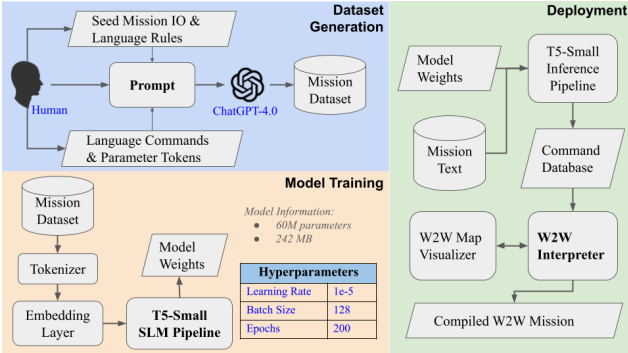 Dataset
Generation
Seed Mission IO &
Language Rules
Human
Prompt
ChatGPT-4.0
Mission
Dataset
Language Commands
& Parameter Tokens
Model Training
Mission
Dataset
Tokenizer
Embedding
Layer
Model
Weights
T5-Small
SLM Pipeline
Model Information:
● 60M parameters
● 242 MB
Hyperparameters
Learning Rate 1e-5
Batch Size 128
Epochs 200
Deployment
Model
Weights
T5-Small
Inference
Pipeline
Mission
Text
Command
Database
W2W Map
Visualizer
W2W
Interpreter
Compiled W2W Mission